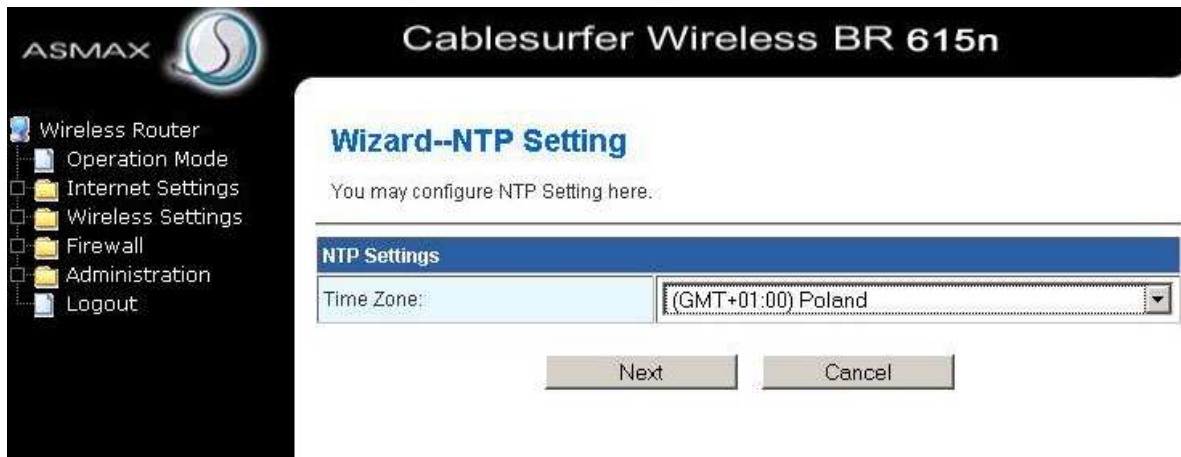 ASMAX
Cablesurfer Wireless BR 615n
Wireless Router
Operation Mode
Internet Settings
Wireless Settings
Firewall
Administration
Logout
Wizard--NTP Setting
You may configure NTP Setting here.
NTP Settings
Time Zone: (GMT+01:00) Poland
Next Cancel